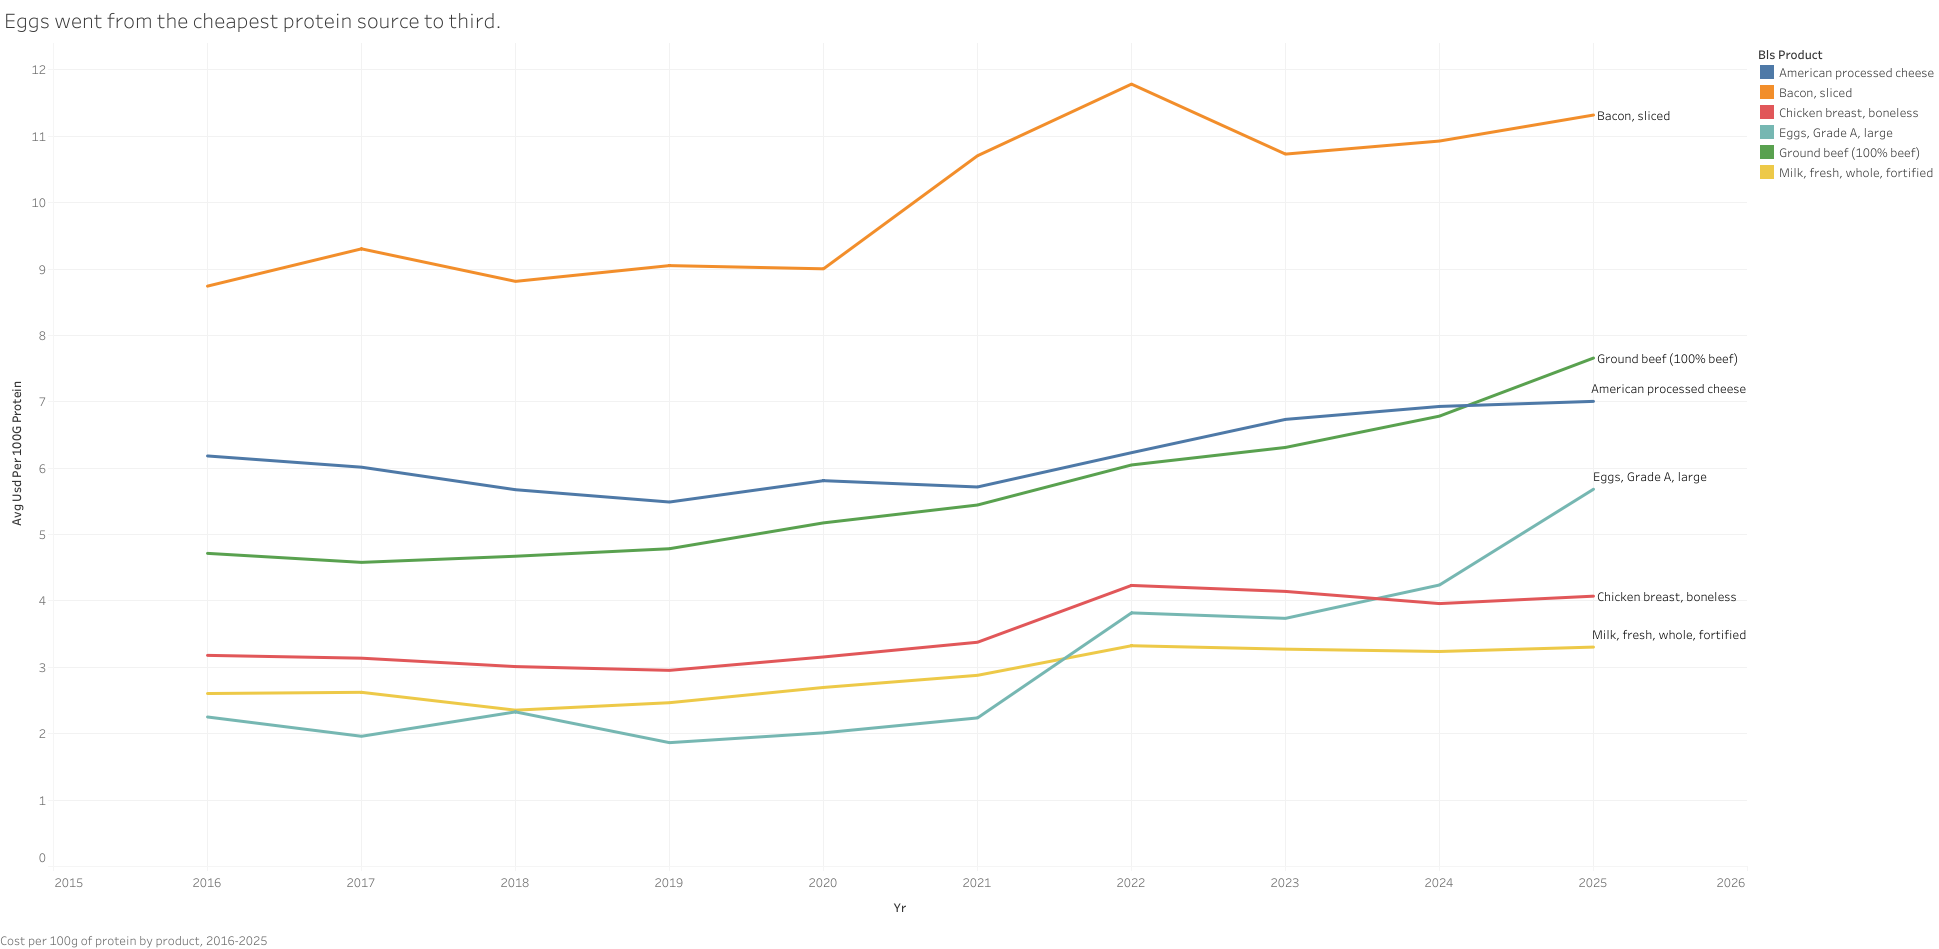 Eggs went from the cheapest protein source to third.
Bls Product
American processed cheese
Bacon, sliced
Chicken breast, boneless
Eggs, Grade A, large
Ground beef (100% beef)
Milk, fresh, whole, fortified
Avg Usd Per 100G Protein
12
11
10
9
8
7
6
5
4
3
2
1
0
Bacon, sliced
Ground beef (100% beef)
American processed cheese
Eggs, Grade A, large
Chicken breast, boneless
Milk, fresh, whole, fortified
2015 2016 2017 2018 2019 2020 2021 2022 2023 2024 2025 2026
Yr
Cost per 100g of protein by product, 2016-2025